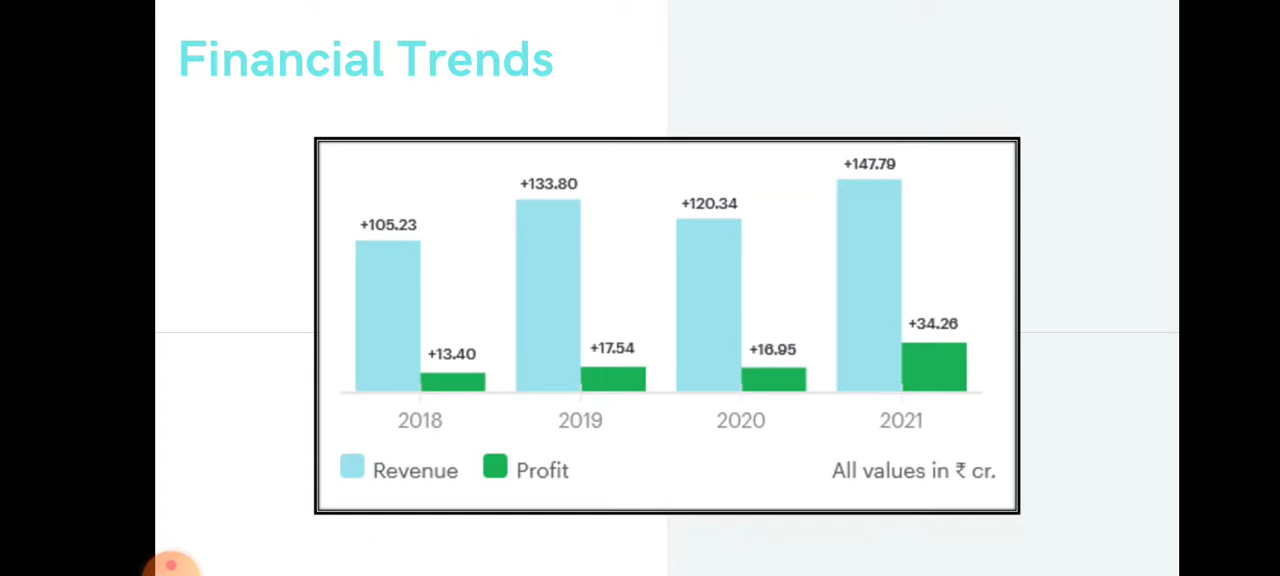 Financial Trends
+147.79
+133.80
+120.34
+105.23
+34.26
+17.54
+16.95
+13.40
2018 2019 2020 2021
Revenue Profit All values in ₹ cr.